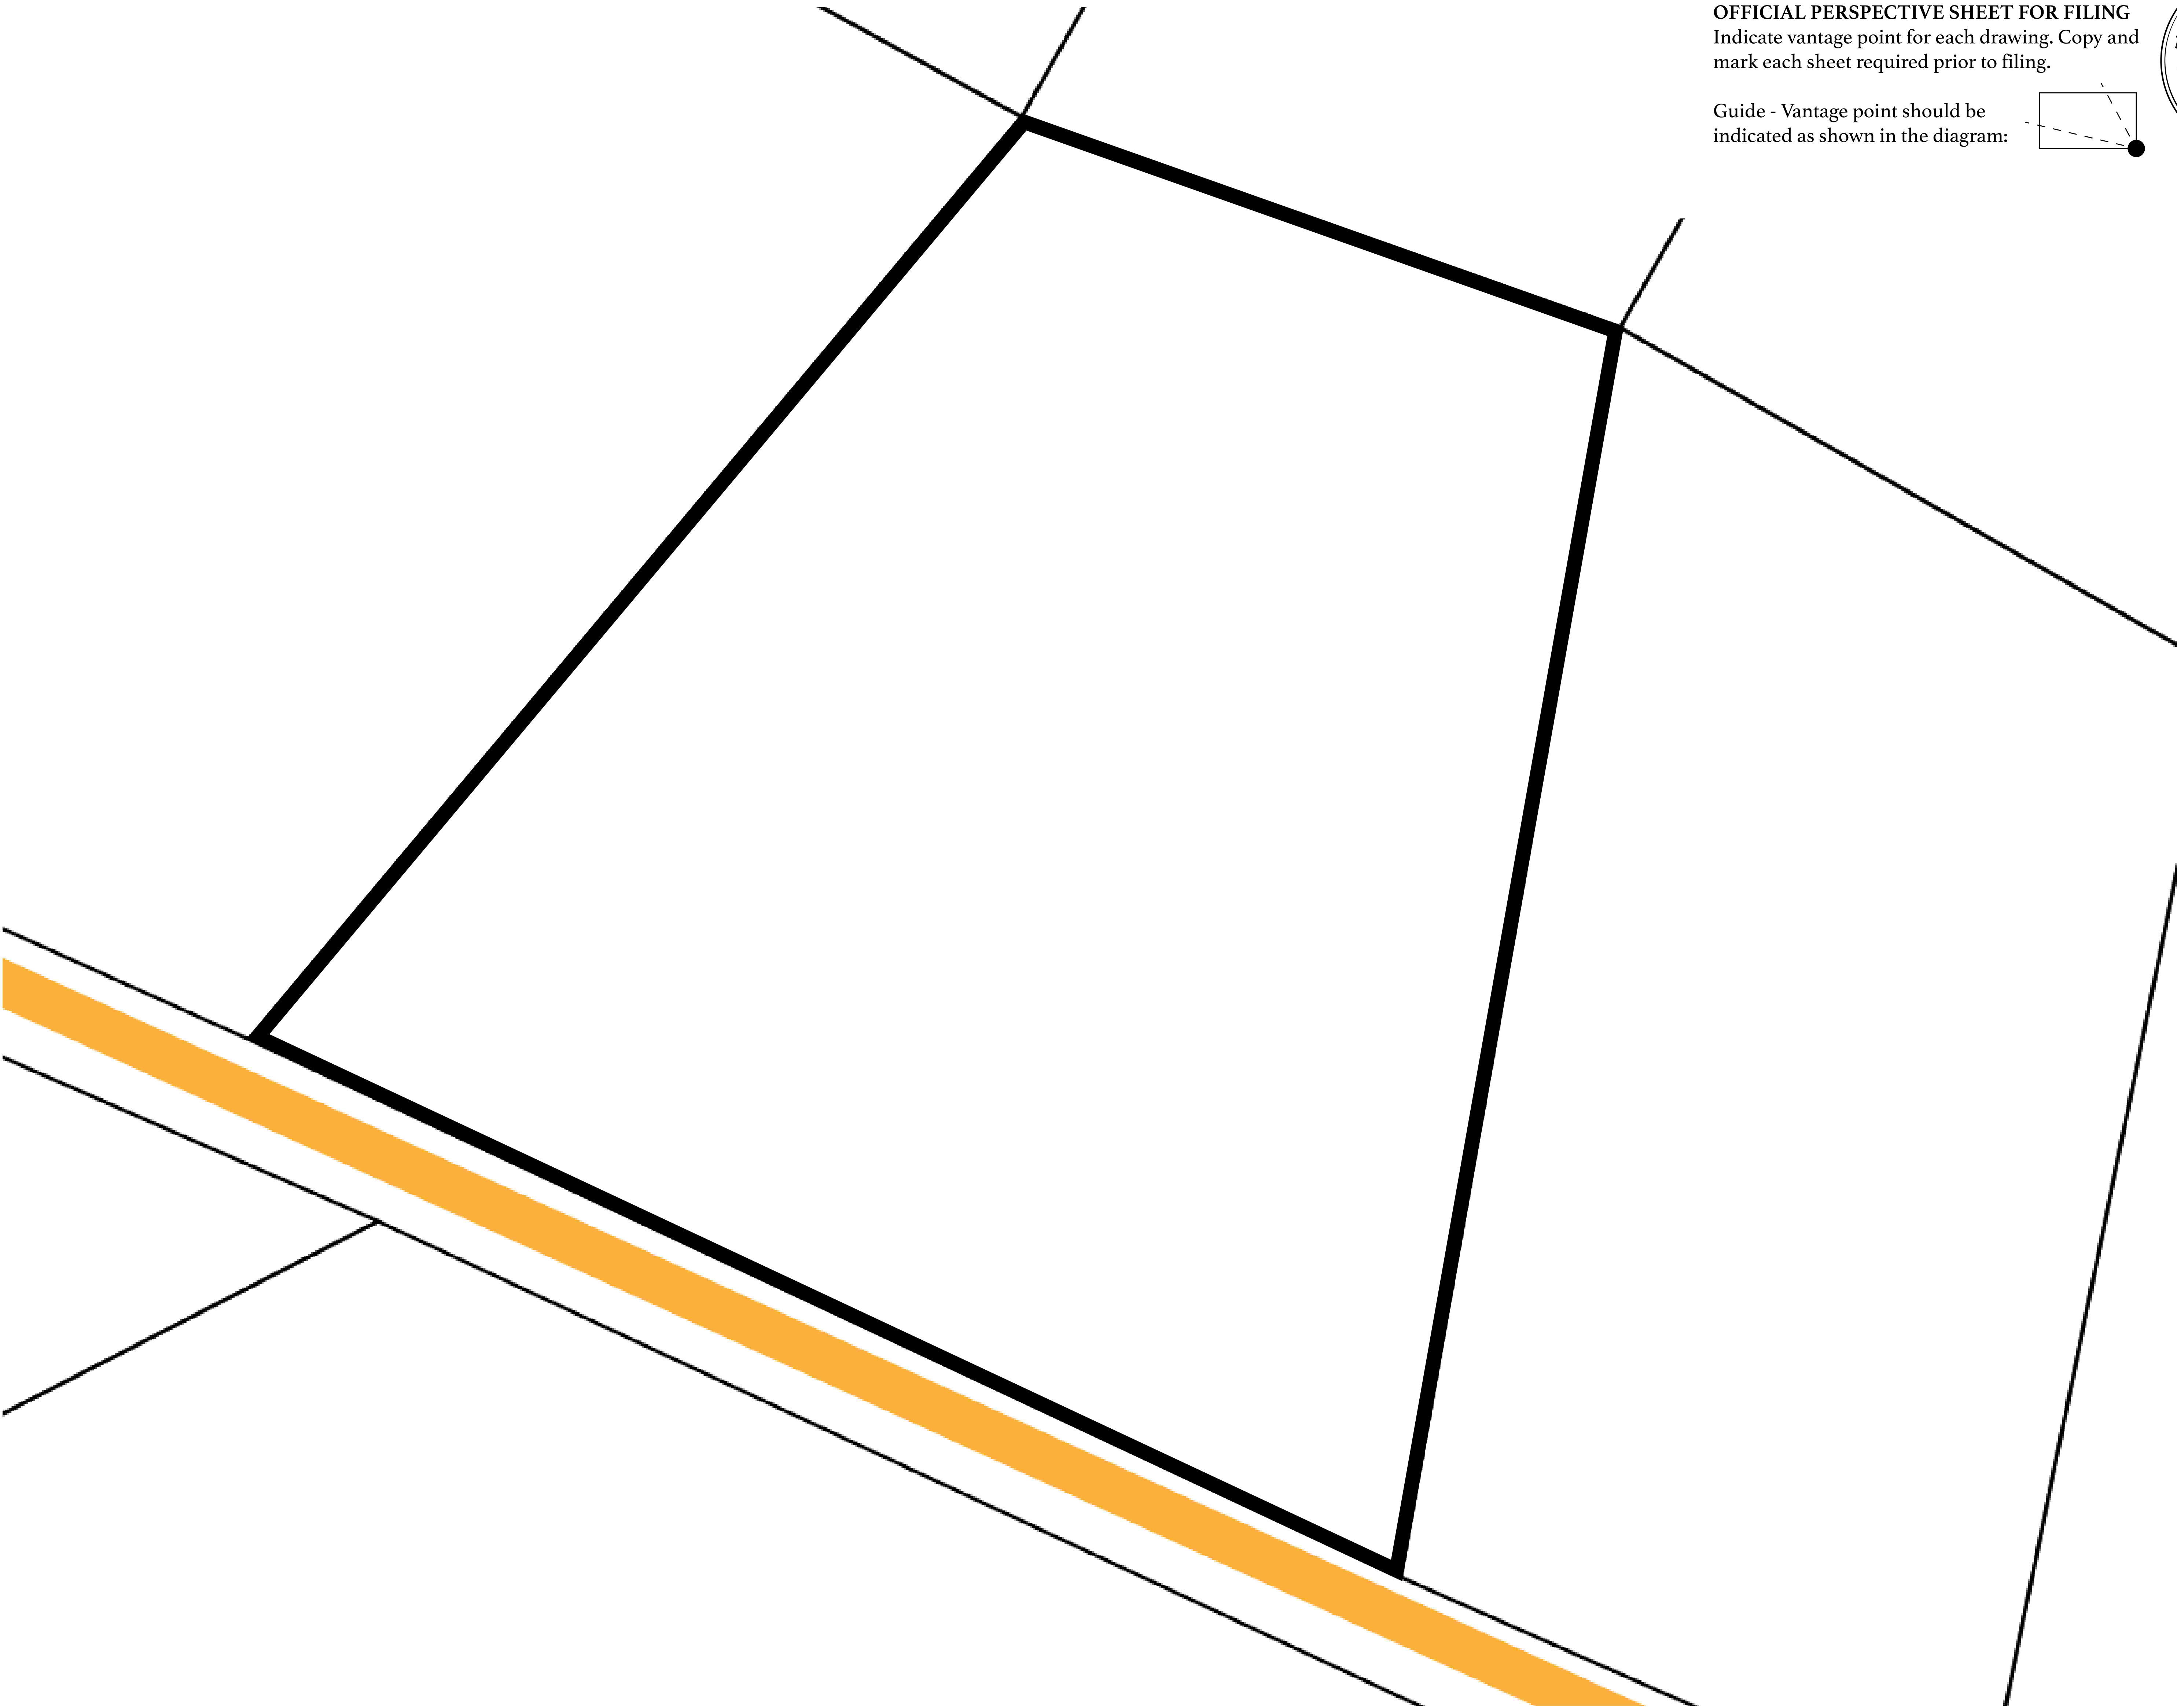 OFFICIAL PERSPECTIVE SHEET FOR FILING
Indicate vantage point for each drawing. Copy and
mark each sheet required prior to filing.
Guide - Vantage point should be
indicated as shown in the diagram: